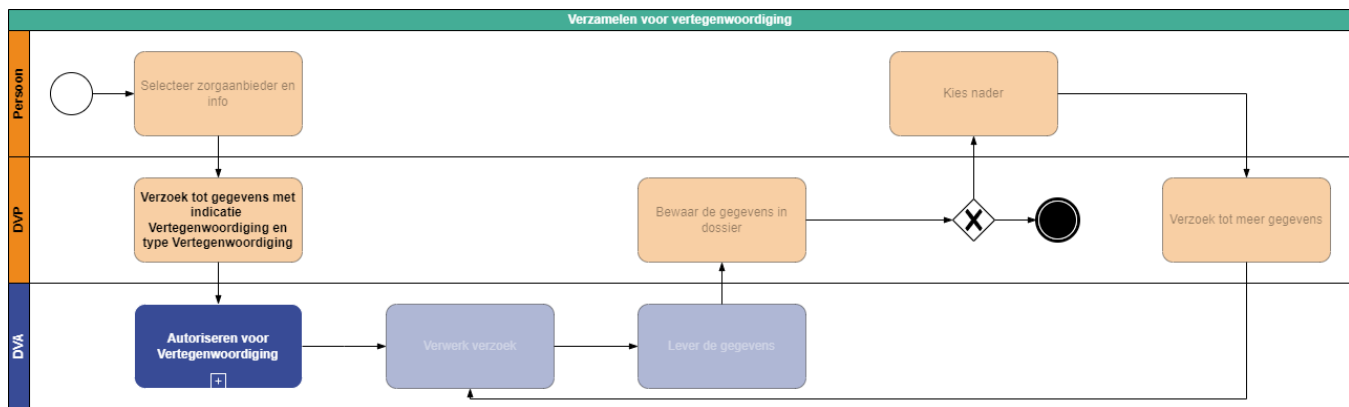 Verzamelen voor vertegenwoordiging
Persoon
Selecteer zorgaanbieder en
info
Kies nader
DVP
Verzoek tot gegevens met
indicatie
Vertegenwoordiging en
type Vertegenwoordiging
Bewaar de gegevens in
dossier
Verzoek tot meer gegevens
DVA
Autoriseren voor
Vertegenwoordiging
Verwerk verzoek
Lever de gegevens